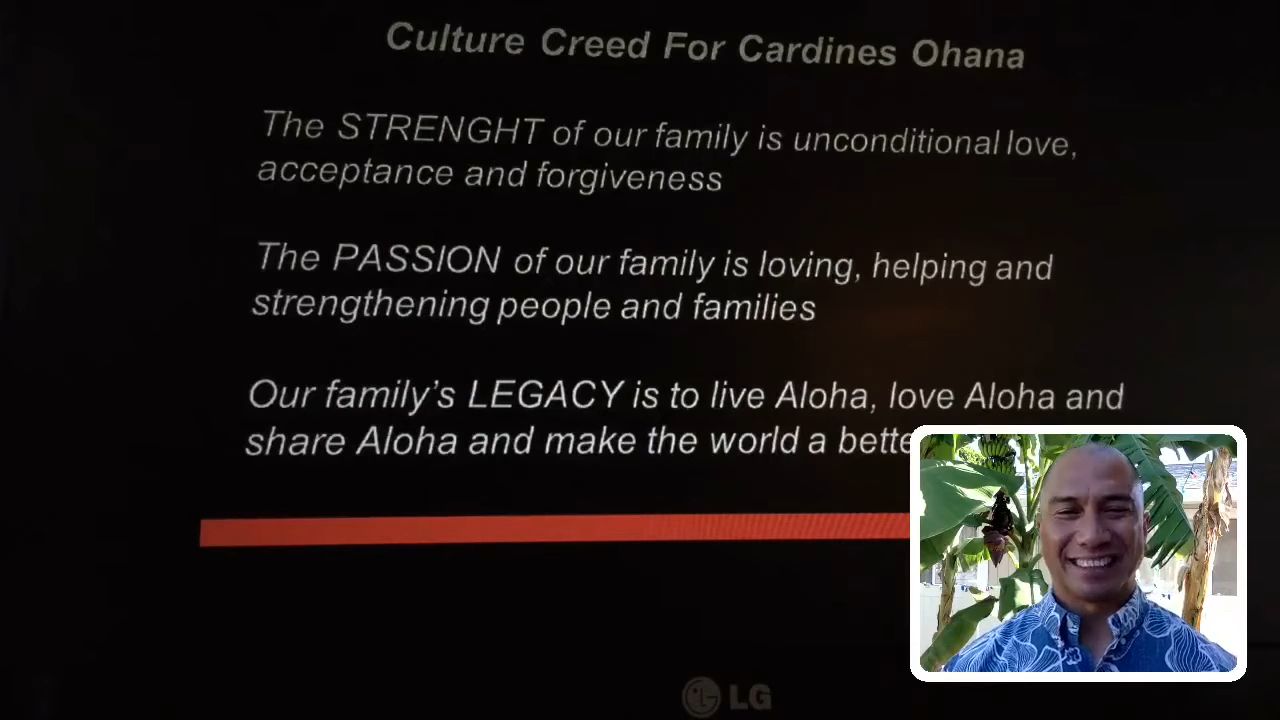 Culture Creed For Cardines Ohana
The STRENGHT of our family is unconditional love,
acceptance and forgiveness
The PASSION of our family is loving, helping and
strengthening people and families
Our family's LEGACY is to live Aloha, love Aloha and
share Aloha and make the world a
LG